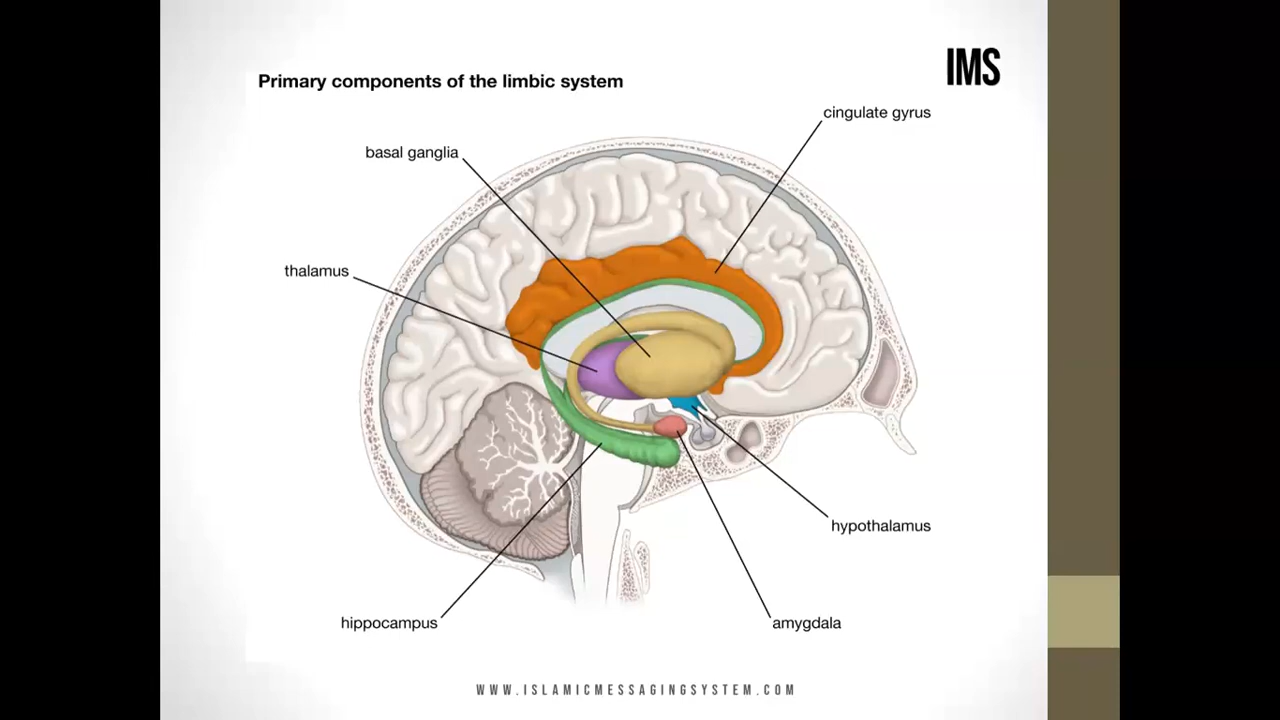 IMS
Primary components of the limbic system
cingulate gyrus
basal ganglia
thalamus
hypothalamus
hippocampus
amygdala
WWW.ISLAMICMESSAGINGSYSTEM.COM